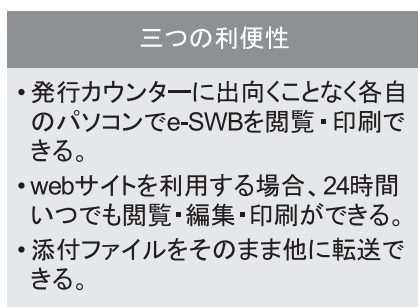 三つの利便性
・発行カウンターに出向くことなく各自
のパソコンでe-SWBを閲覧・印刷で
きる。
・webサイトを利用する場合、24時間
いつでも閲覧・編集・印刷ができる。
・添付ファイルをそのまま他に転送で
きる。